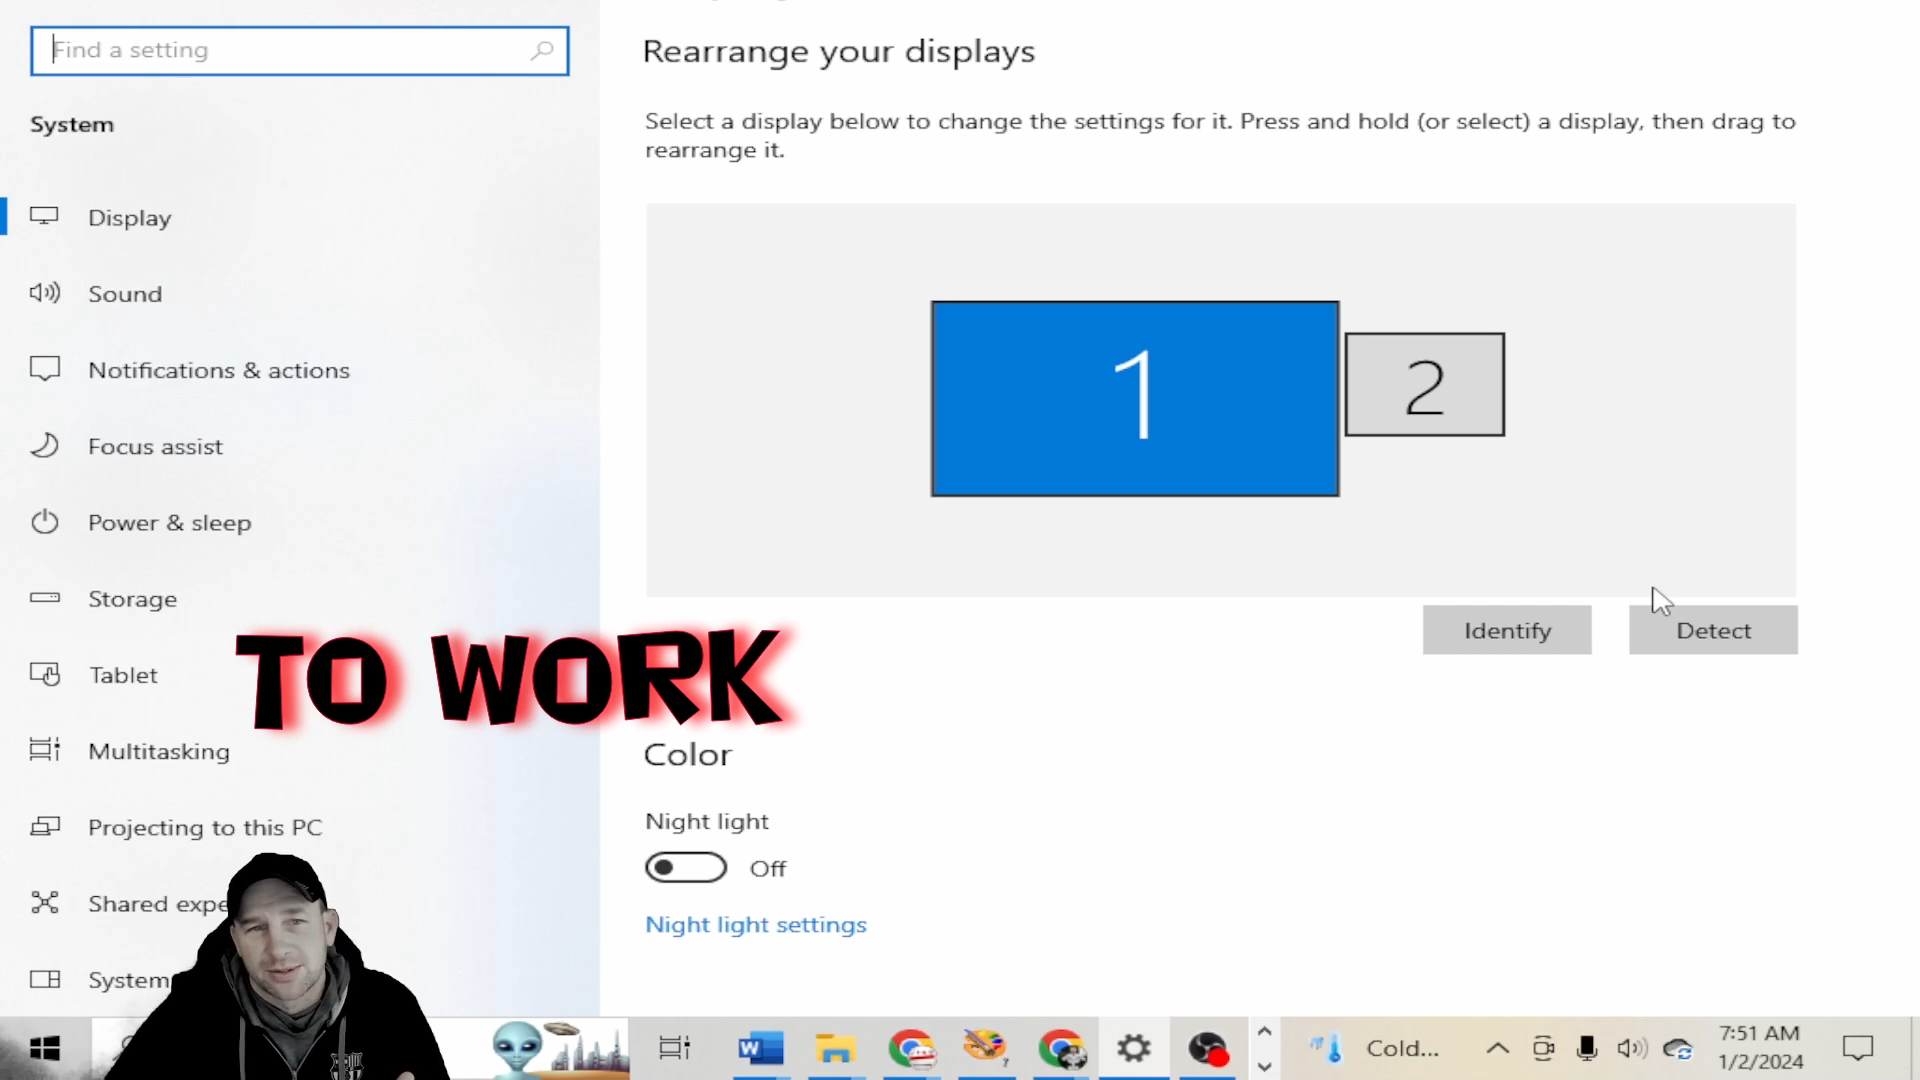 Find a setting
System
Display
Sound
Notifications & actions
Focus assist
Power & sleep
Storage
Tablet
Multitasking
Projecting to this PC
Shared expe
System
Rearrange your displays
Select a display below to change the settings for it. Press and hold (or select) a display, then drag to
rearrange it.
1
2
Identify
Detect
TO WORK
Color
Night light
Off
Night light settings
W
7
Cold...
7:51 AM
1/2/2024